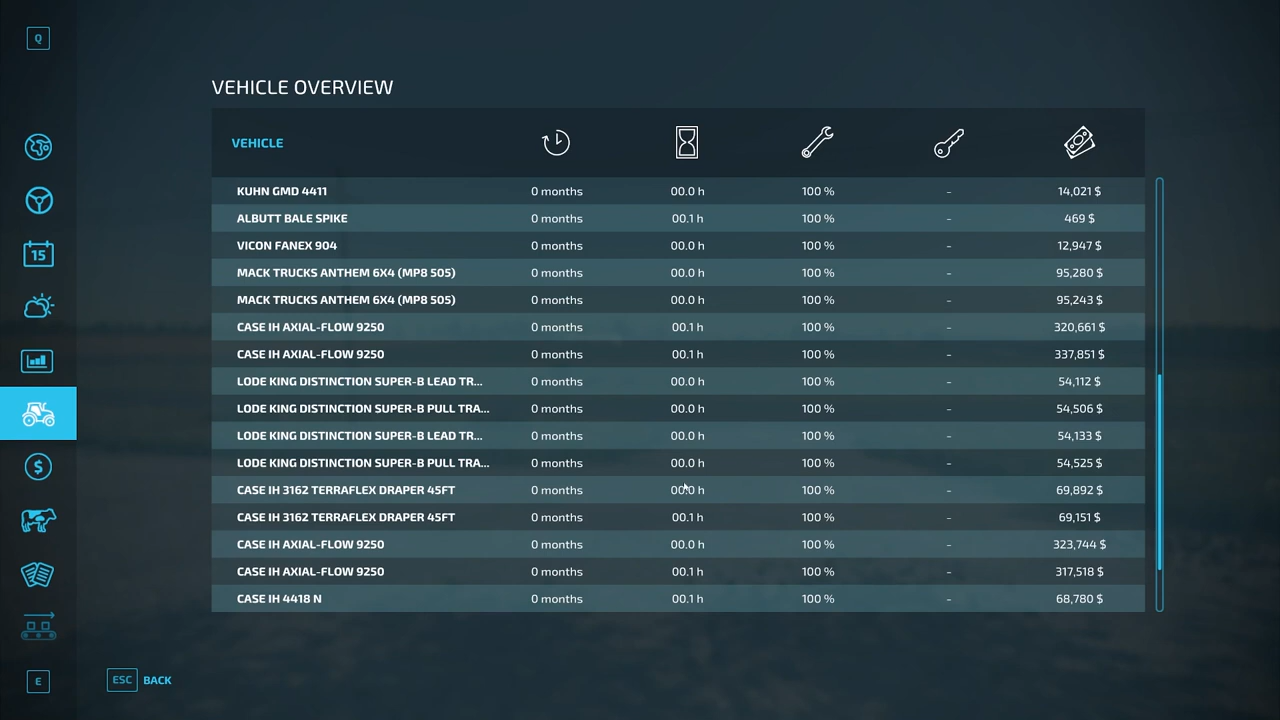 Q
VEHICLE OVERVIEW
VEHICLE
15
KUHN GMD 4411 0 months 00.0 h 100 % - 14,021 $
ALBUTT BALE SPIKE 0 months 00.1 h 100 % - 469 $
VICON FANEX 904 0 months 00.0 h 100 % - 12,947 $
MACK TRUCKS ANTHEM 6X4 (MP8 505) 0 months 00.0 h 100 % - 95,280 $
MACK TRUCKS ANTHEM 6X4 (MP8 505) 0 months 00.0 h 100 % - 95,243 $
CASE IH AXIAL-FLOW 9250 0 months 00.1 h 100 % - 320,661 $
CASE IH AXIAL-FLOW 9250 0 months 00.1 h 100 % - 337,851 $
LODE KING DISTINCTION SUPER-B LEAD TR... 0 months 00.0 h 100 % - 54,112 $
LODE KING DISTINCTION SUPER-B PULL TRA... 0 months 00.0 h 100 % - 54,506 $
LODE KING DISTINCTION SUPER-B LEAD TR... 0 months 00.0 h 100 % - 54,133 $
LODE KING DISTINCTION SUPER-B PULL TRA... 0 months 00.0 h 100 % - 54,525 $
CASE IH 3162 TERRAFLEX DRAPER 45FT 0 months 00.0 h 100 % - 69,892 $
CASE IH 3162 TERRAFLEX DRAPER 45FT 0 months 00.1 h 100 % - 69,151 $
CASE IH AXIAL-FLOW 9250 0 months 00.0 h 100 % - 323,744 $
CASE IH AXIAL-FLOW 9250 0 months 00.1 h 100 % - 317,518 $
CASE IH 4418 N 0 months 00.1 h 100 % - 68,780 $
$
E
ESC BACK